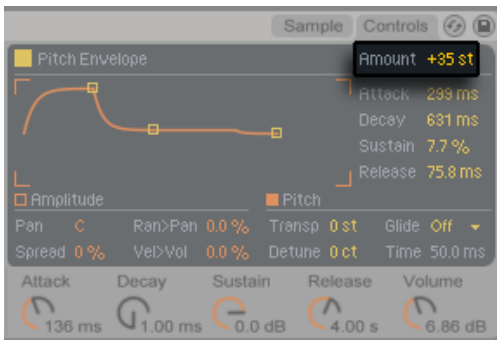 Sample Controls
Pitch Envelope Amount +35 st
Attack 299 ms
Decay 631 ms
Sustain 7.7 %
Release 75.8 ms
Amplitude Pitch
Pan C Ran>Pan 0.0 % Transp 0 st Glide Off
Spread 0 % Vel>Vol 0.0 % Detune 0 ct Time 50.0 ms
Attack Decay Sustain Release Volume
136 ms 1.00 ms 0.0 dB 4.00 s 6.86 dB